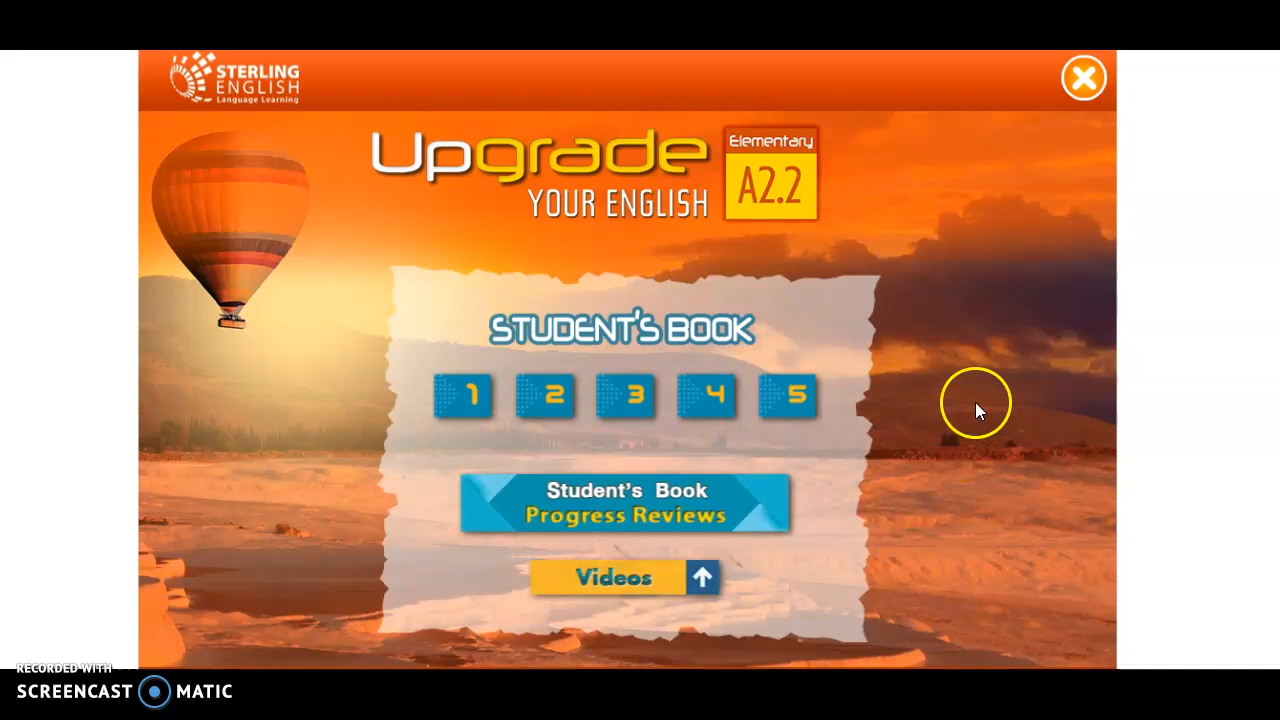 STERLING
ENGLISH
Language Learning
Upgrade
YOUR ENGLISH
Elementary
A2.2
STUDENT'S BOOK
1 2 3 4 5
Student's Book
Progress Reviews
Videos
RECORDED WITH
SCREENCAST MATIC